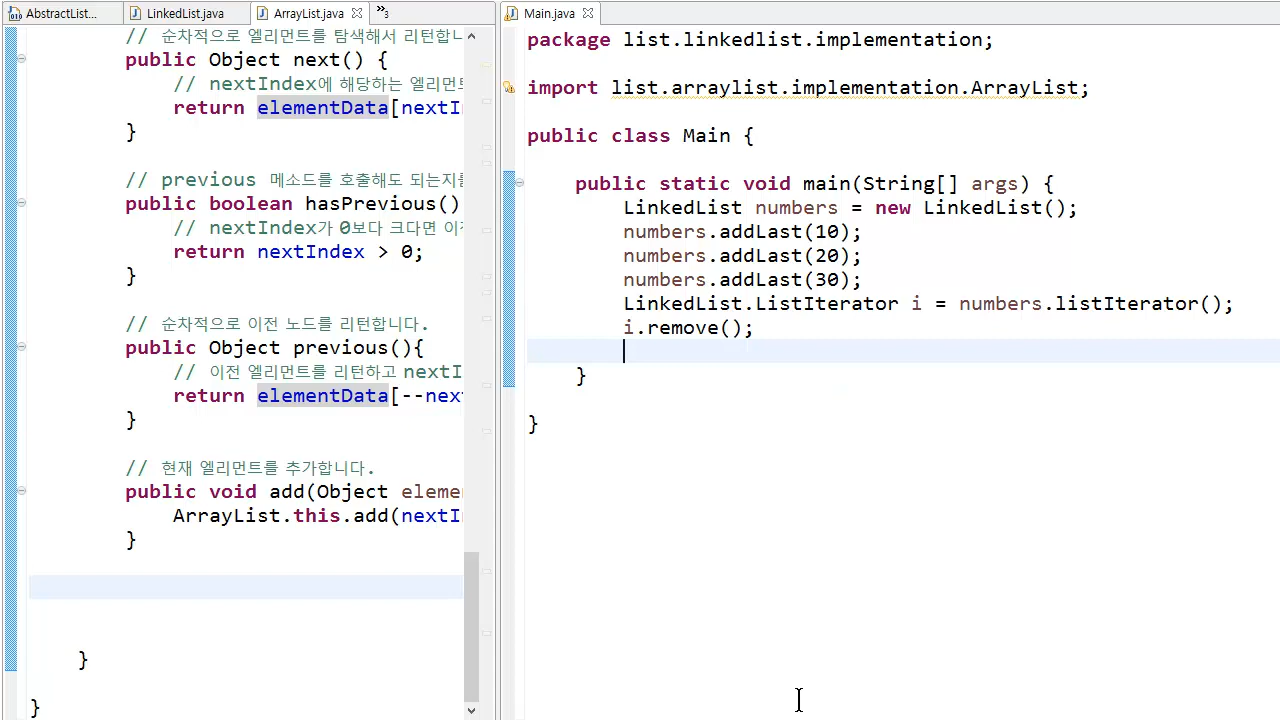 AbstractList...
LinkedList.java
ArrayList.java
3
// 순차적으로 엘리먼트를 탐색해서 리턴합니
public Object next() {
// nextIndex에 해당하는 엘리먼트
return elementData[nextI
}
// previous 메소드를 호출해도 되는지를
public boolean hasPrevious()
// nextIndex가 0보다 크다면 이전
return nextIndex > 0;
}
// 순차적으로 이전 노드를 리턴합니다.
public Object previous(){
// 이전 엘리먼트를 리턴하고 nextI
return elementData[--nex
}
// 현재 엘리먼트를 추가합니다.
public void add(Object eleme
ArrayList.this.add(nextI
}
}
}
Main.java
package list.linkedlist.implementation;
import list.arraylist.implementation.ArrayList;
public class Main {
public static void main(String[] args) {
LinkedList numbers = new LinkedList();
numbers.addLast(10);
numbers.addLast(20);
numbers.addLast(30);
LinkedList.ListIterator i = numbers.listIterator();
i.remove();
}
}